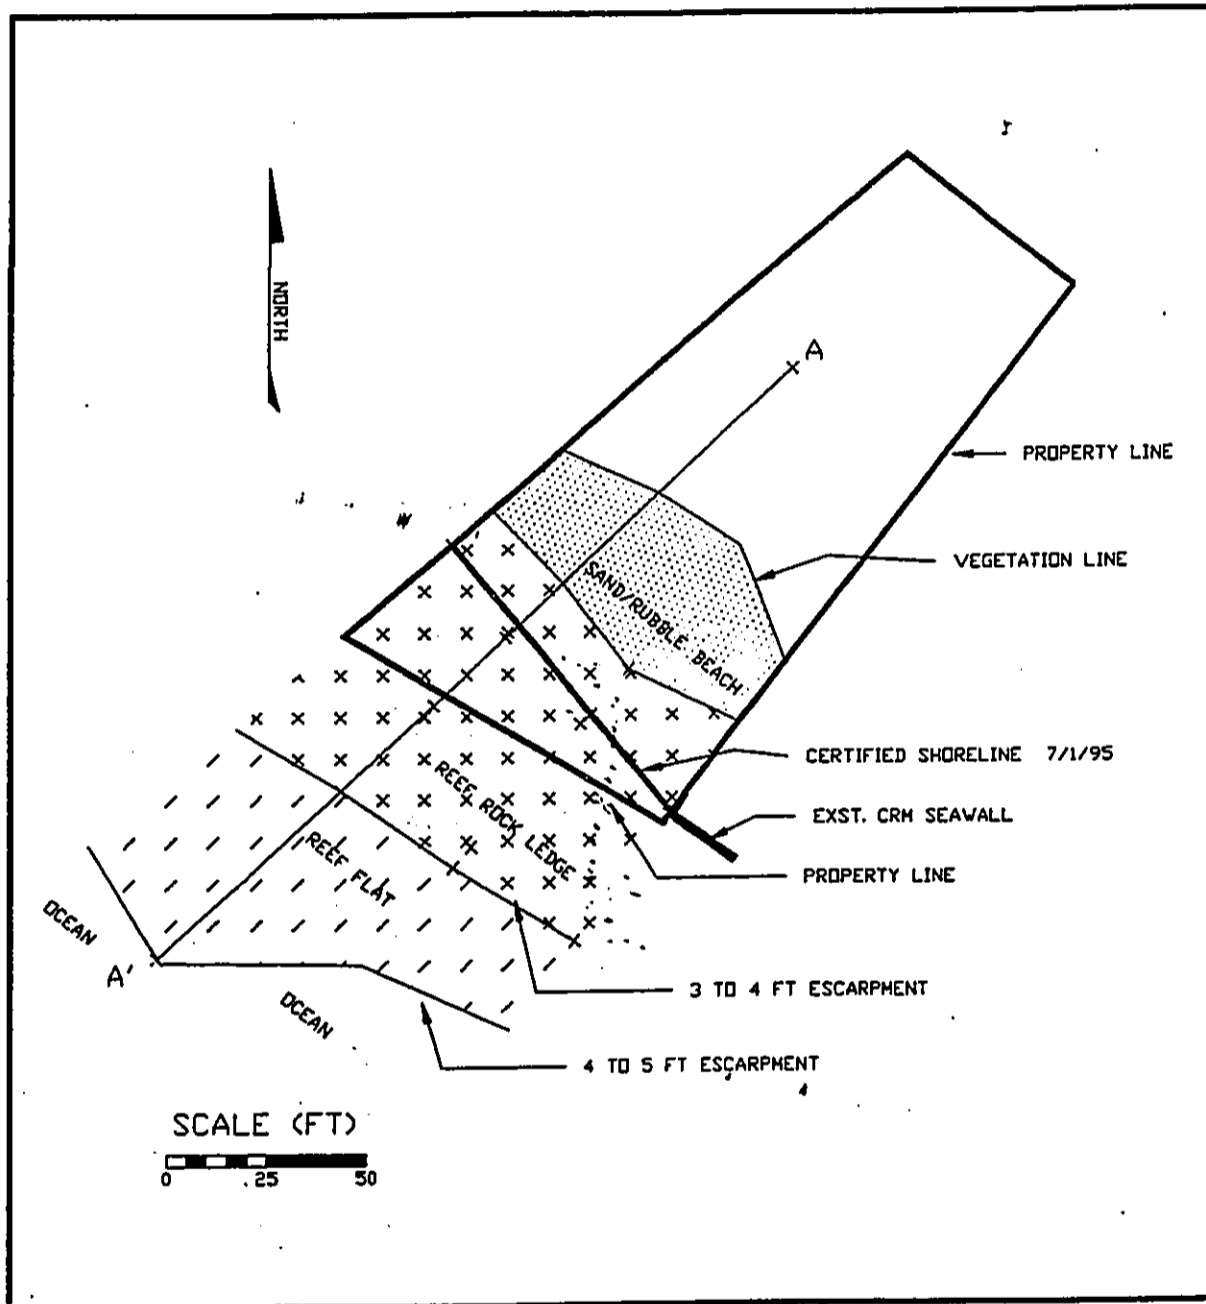 NORTH
A
PROPERTY LINE
VEGETATION LINE
SAND/RUBBLE BEACH
CERTIFIED SHORELINE 7/1/95
EXST. CRM SEAWALL
PROPERTY LINE
REEF ROCK LEDGE
REEF FLAT
OCEAN
A'
OCEAN
3 TO 4 FT ESCARPMENT
4 TO 5 FT ESCARPMENT
SCALE (FT)
0 25 50